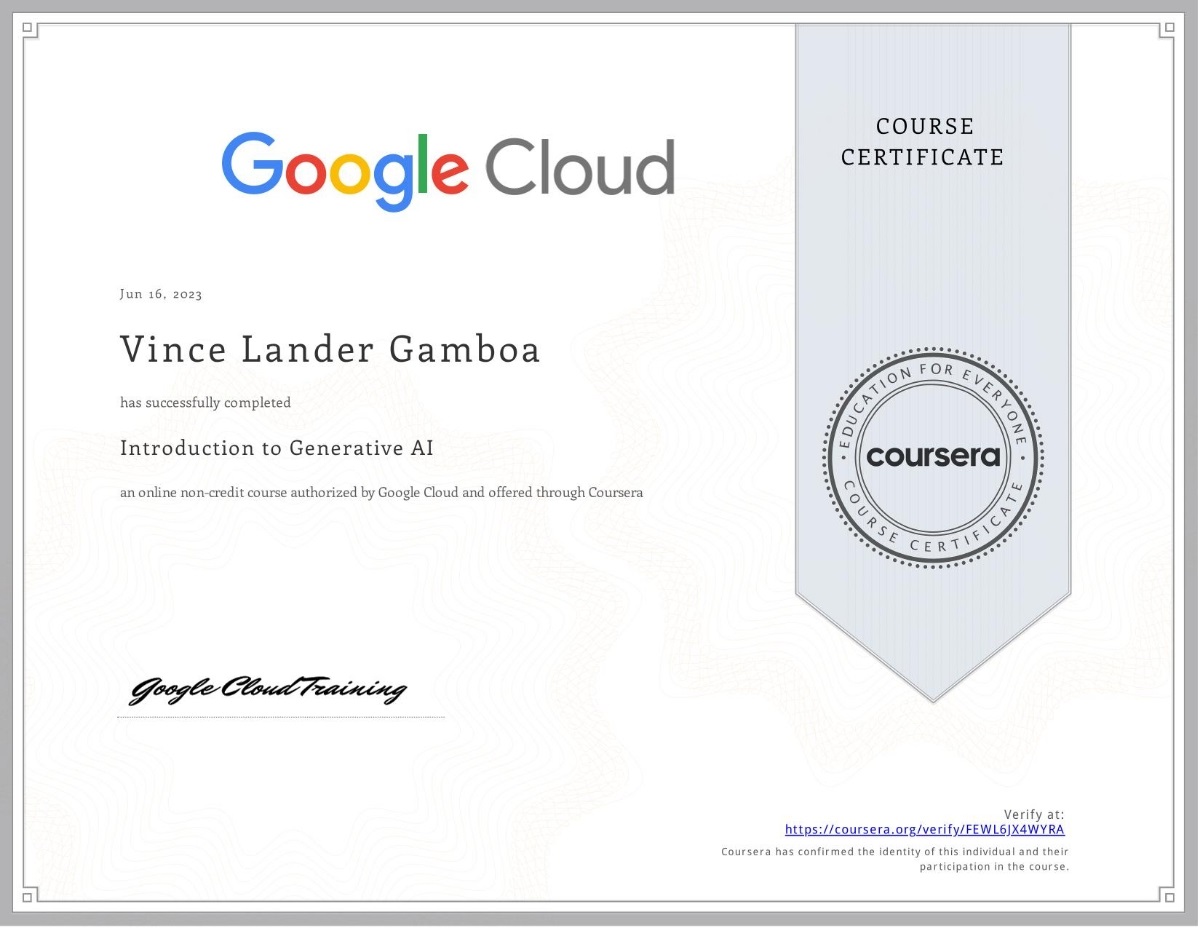 Google Cloud
COURSE
CERTIFICATE
Jun 16, 2023
Vince Lander Gamboa
has successfully completed
Introduction to Generative AI
an online non-credit course authorized by Google Cloud and offered through Coursera
EDUCATION FOR EVERYONE
coursera
COURSE CERTIFICATE
Google Cloud Training
Verify at:
https://coursera.org/verify/FEWL6JX4WYRA
Coursera has confirmed the identity of this individual and their
participation in the course.